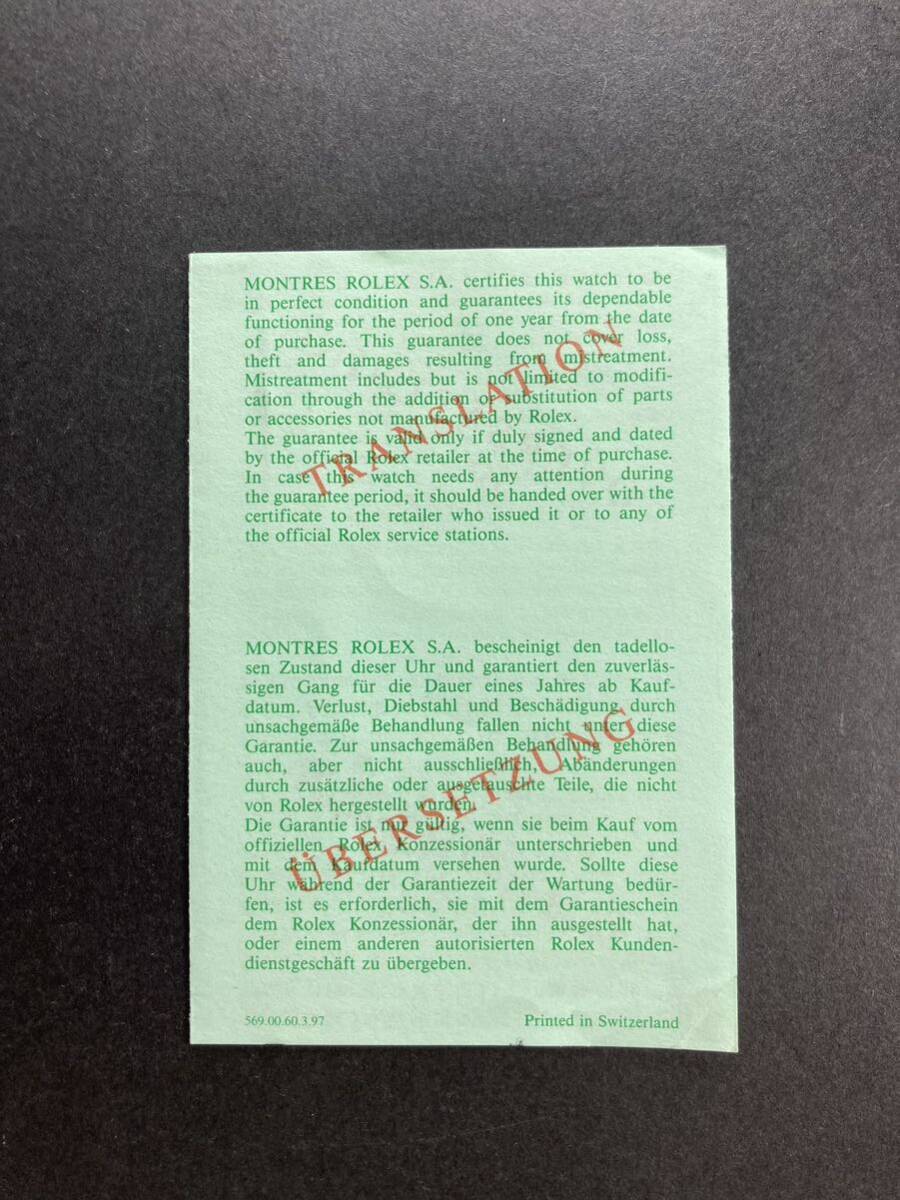 MONTRES ROLEX S.A. certifies this watch to be
in perfect condition and guarantees its dependable
functioning for the period of one year from the date
of purchase. This guarantee does not cover loss,
theft and damages resulting from mistreatment.
Mistreatment includes but is not limited to modifi-
cation through the addition or substitution of parts
or accessories not manufactured by Rolex.
The guarantee is valid only if duly signed and dated
by the official Rolex retailer at the time of purchase.
In case this watch needs any attention during
the guarantee period, it should be handed over with the
certificate to the retailer who issued it or to any of
the official Rolex service stations.
TRANSLATION
MONTRES ROLEX S.A. bescheinigt den tadello-
sen Zustand dieser Uhr und garantiert den zuverläs-
sigen Gang für die Dauer eines Jahres ab Kauf-
datum. Verlust, Diebstahl und Beschädigung durch
unsachgemäße Behandlung fallen nicht unter diese
Garantie. Zur unsachgemäßen Behandlung gehören
auch, aber nicht ausschließlich, Abänderungen
durch zusätzliche oder ausgetauschte Teile, die nicht
von Rolex hergestellt wurden.
Die Garantie ist nur gültig, wenn sie beim Kauf vom
offiziellen Rolex Konzessionär unterschrieben und
mit dem Kaufdatum versehen wurde. Sollte diese
Uhr während der Garantiezeit der Wartung bedür-
fen, ist es erforderlich, sie mit dem Garantieschein
dem Rolex Konzessionär, der ihn ausgestellt hat,
oder einem anderen autorisierten Rolex Kunden-
dienstgeschäft zu übergeben.
ÜBERSETZUNG
569.00.60.3.97
Printed in Switzerland